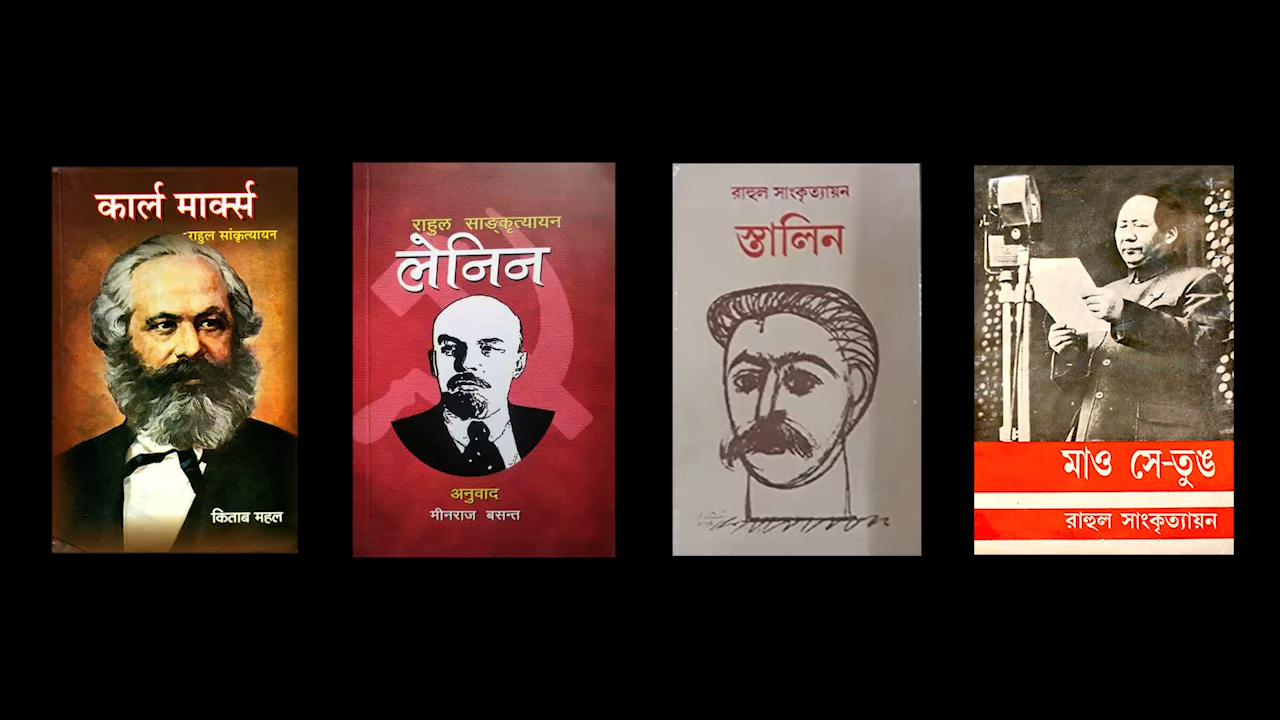 कार्ल मार्क्स
राहुल सांकृत्यायन
किताब महल
राहुल साङ्कृत्यायन
लेनिन
अनुवाद
मीनराज बसन्त
রাহুল সাংকৃত্যায়ন
স্তালিন
মাও সে-তুঙ
রাহুল সাংকৃত্যায়ন